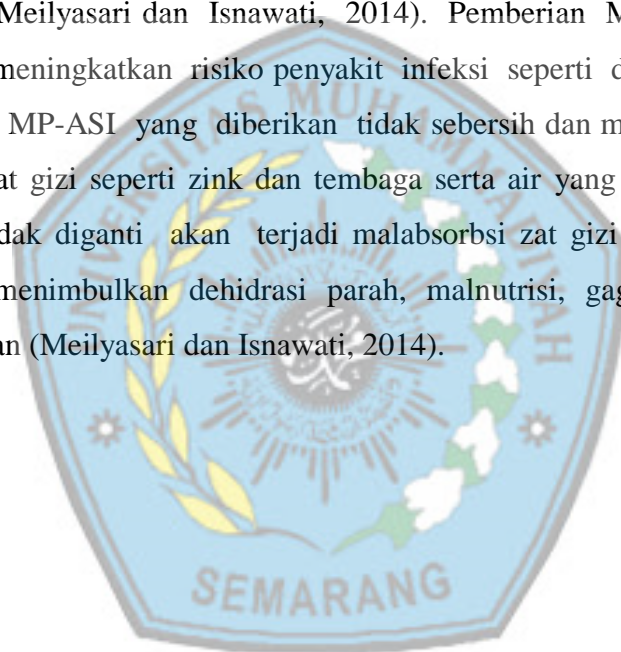 Meilyasari dan Isnawati, 2014). Pemberian M
meningkatkan risiko penyakit infeksi seperti d
MP-ASI yang diberikan tidak sebersih dan m
at gizi seperti zink dan tembaga serta air yang
dak diganti akan terjadi malabsorbsi zat gizi
menimbulkan dehidrasi parah, malnutrisi, gag
an (Meilyasari dan Isnawati, 2014).
UNIVERSITAS MUHAMMADIYAH
SEMARANG